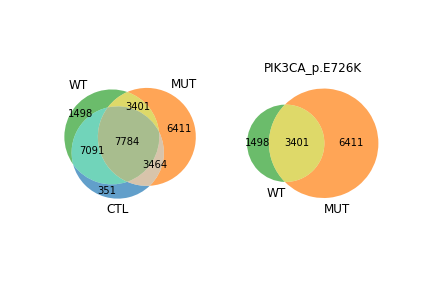 WT
MUT
1498
3401
6411
7091
7784
3464
351
CTL
PIK3CA_p.E726K
1498
3401
6411
WT
MUT